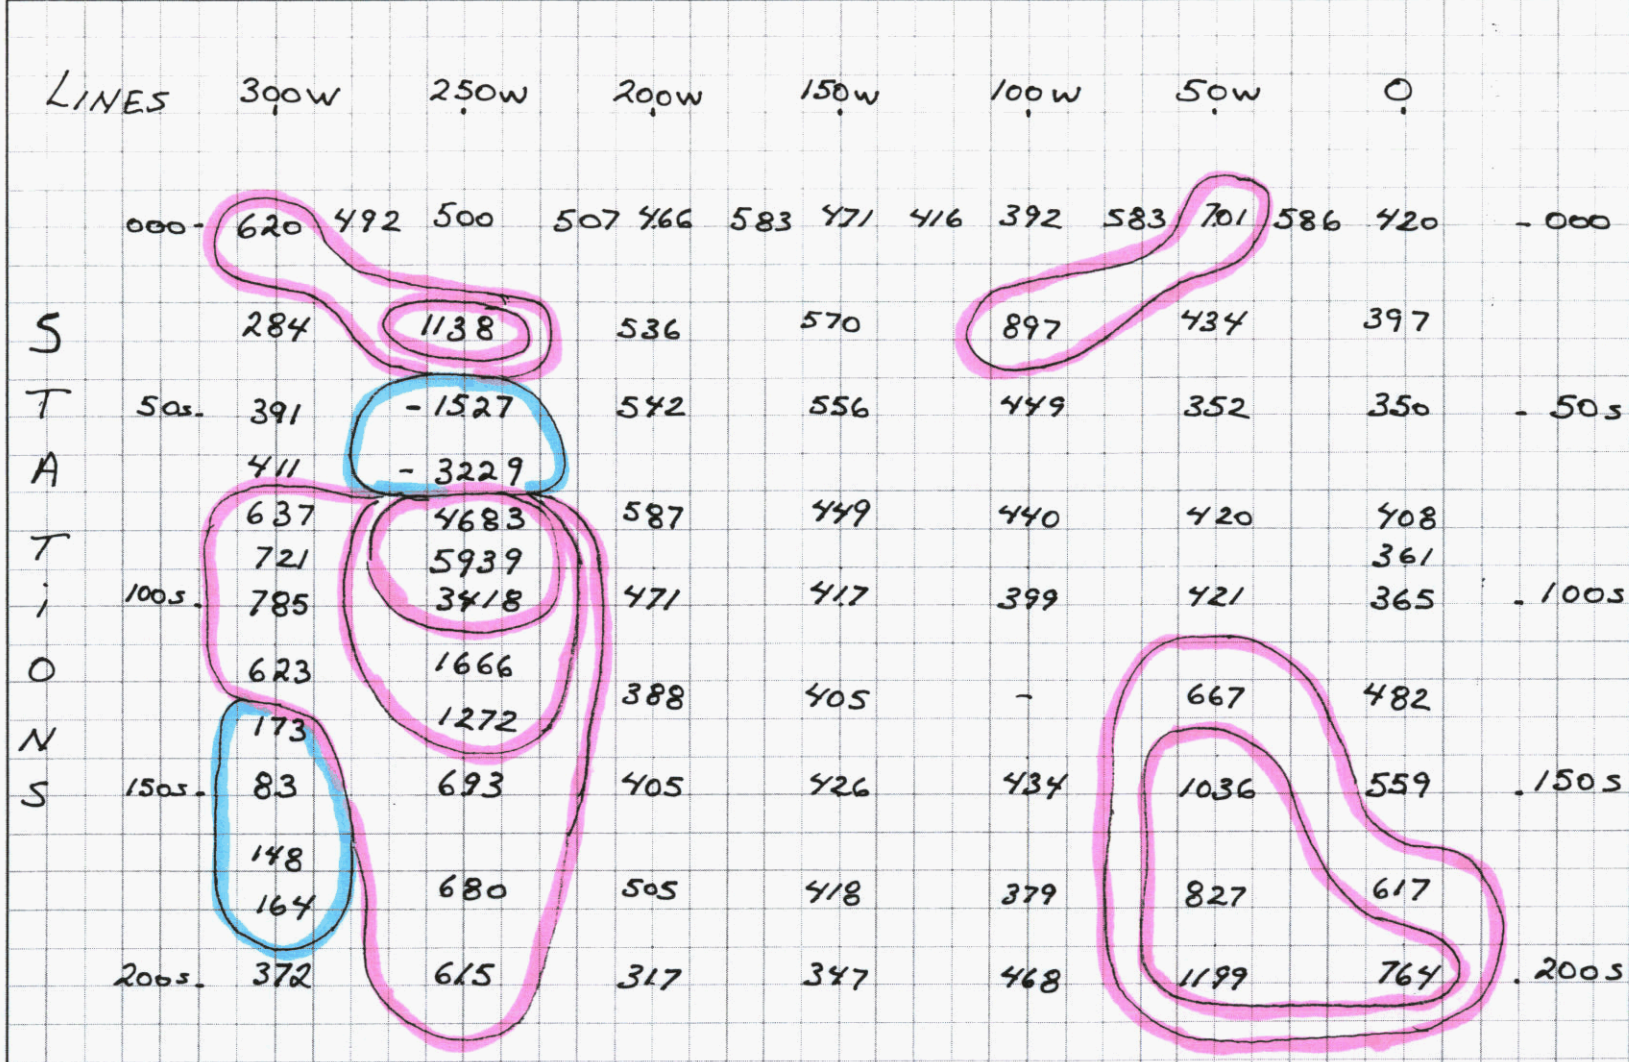 LINES 300W 250W 200W 150W 100W 50W 0
000- 620 492 500 507 466 583 471 416 392 583 701 586 420 - 000
284 1138 536 570 897 434 397
50s. 391 -1527 542 556 449 352 350 - 50s
411 -3229
637 4683 587 449 440 420 408
721 5939 361
100s. 785 3418 471 417 399 421 365 . 100s
623 1666
388 405 - 667 482
173 1272
150s. 83 693 405 426 434 1036 559 . 150s
148
164 680 505 418 379 827 617
200s. 372 615 317 347 468 1199 764 . 200s
STATiONS